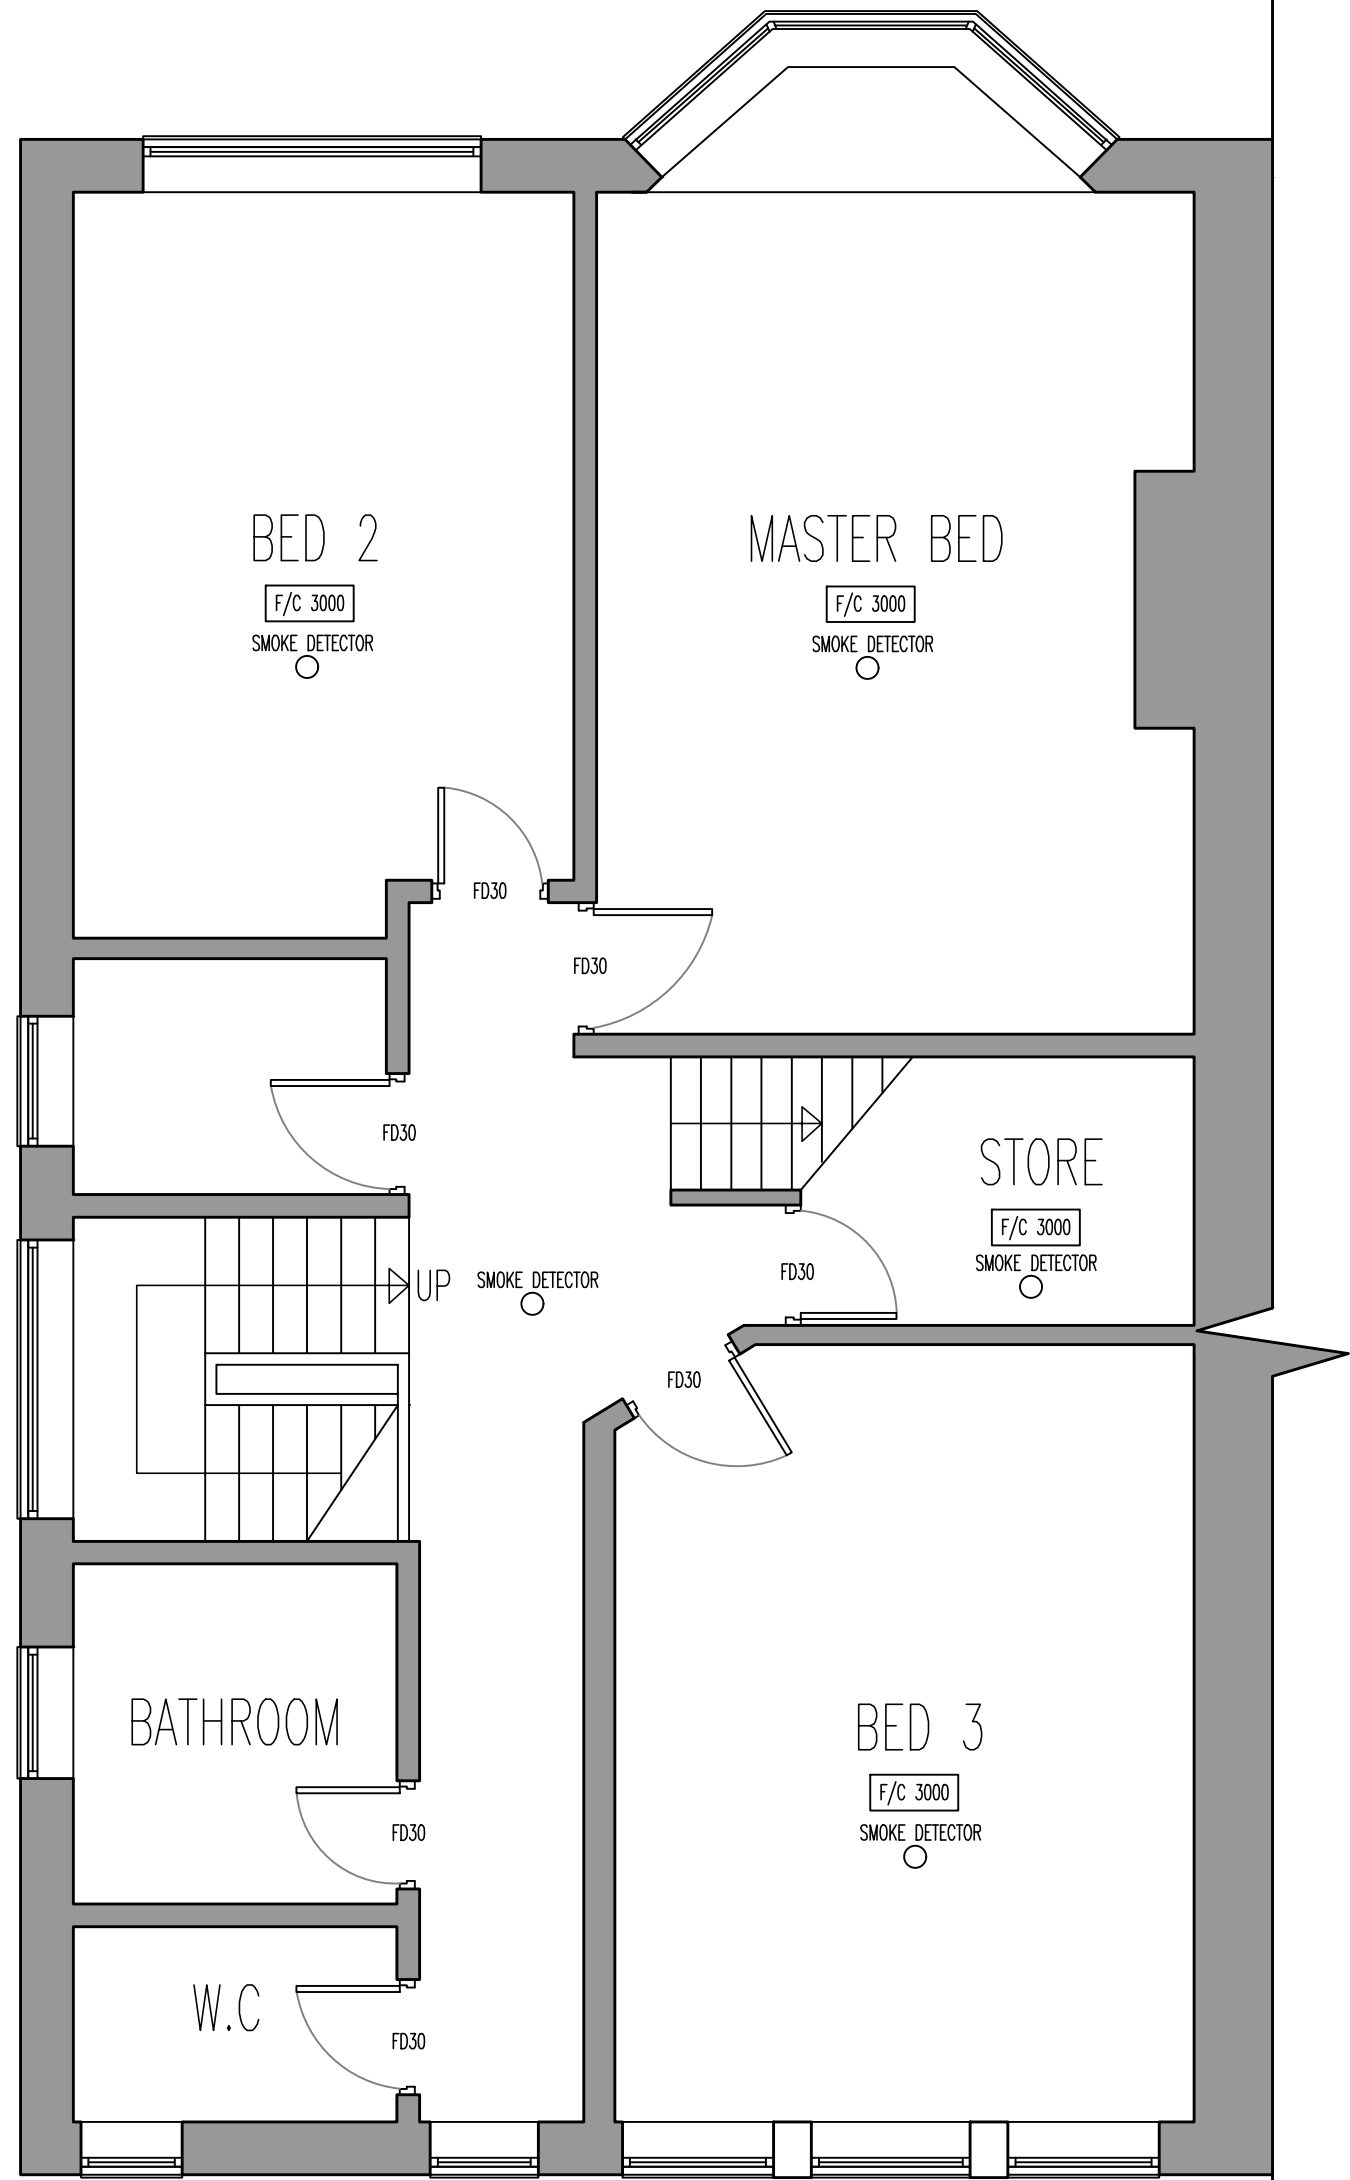 BED 2
F/C 3000
SMOKE DETECTOR
MASTER BED
F/C 3000
SMOKE DETECTOR
FD30
FD30
FD30
STORE
F/C 3000
SMOKE DETECTOR
UP
SMOKE DETECTOR
FD30
FD30
BATHROOM
FD30
BED 3
F/C 3000
SMOKE DETECTOR
W.C
FD30